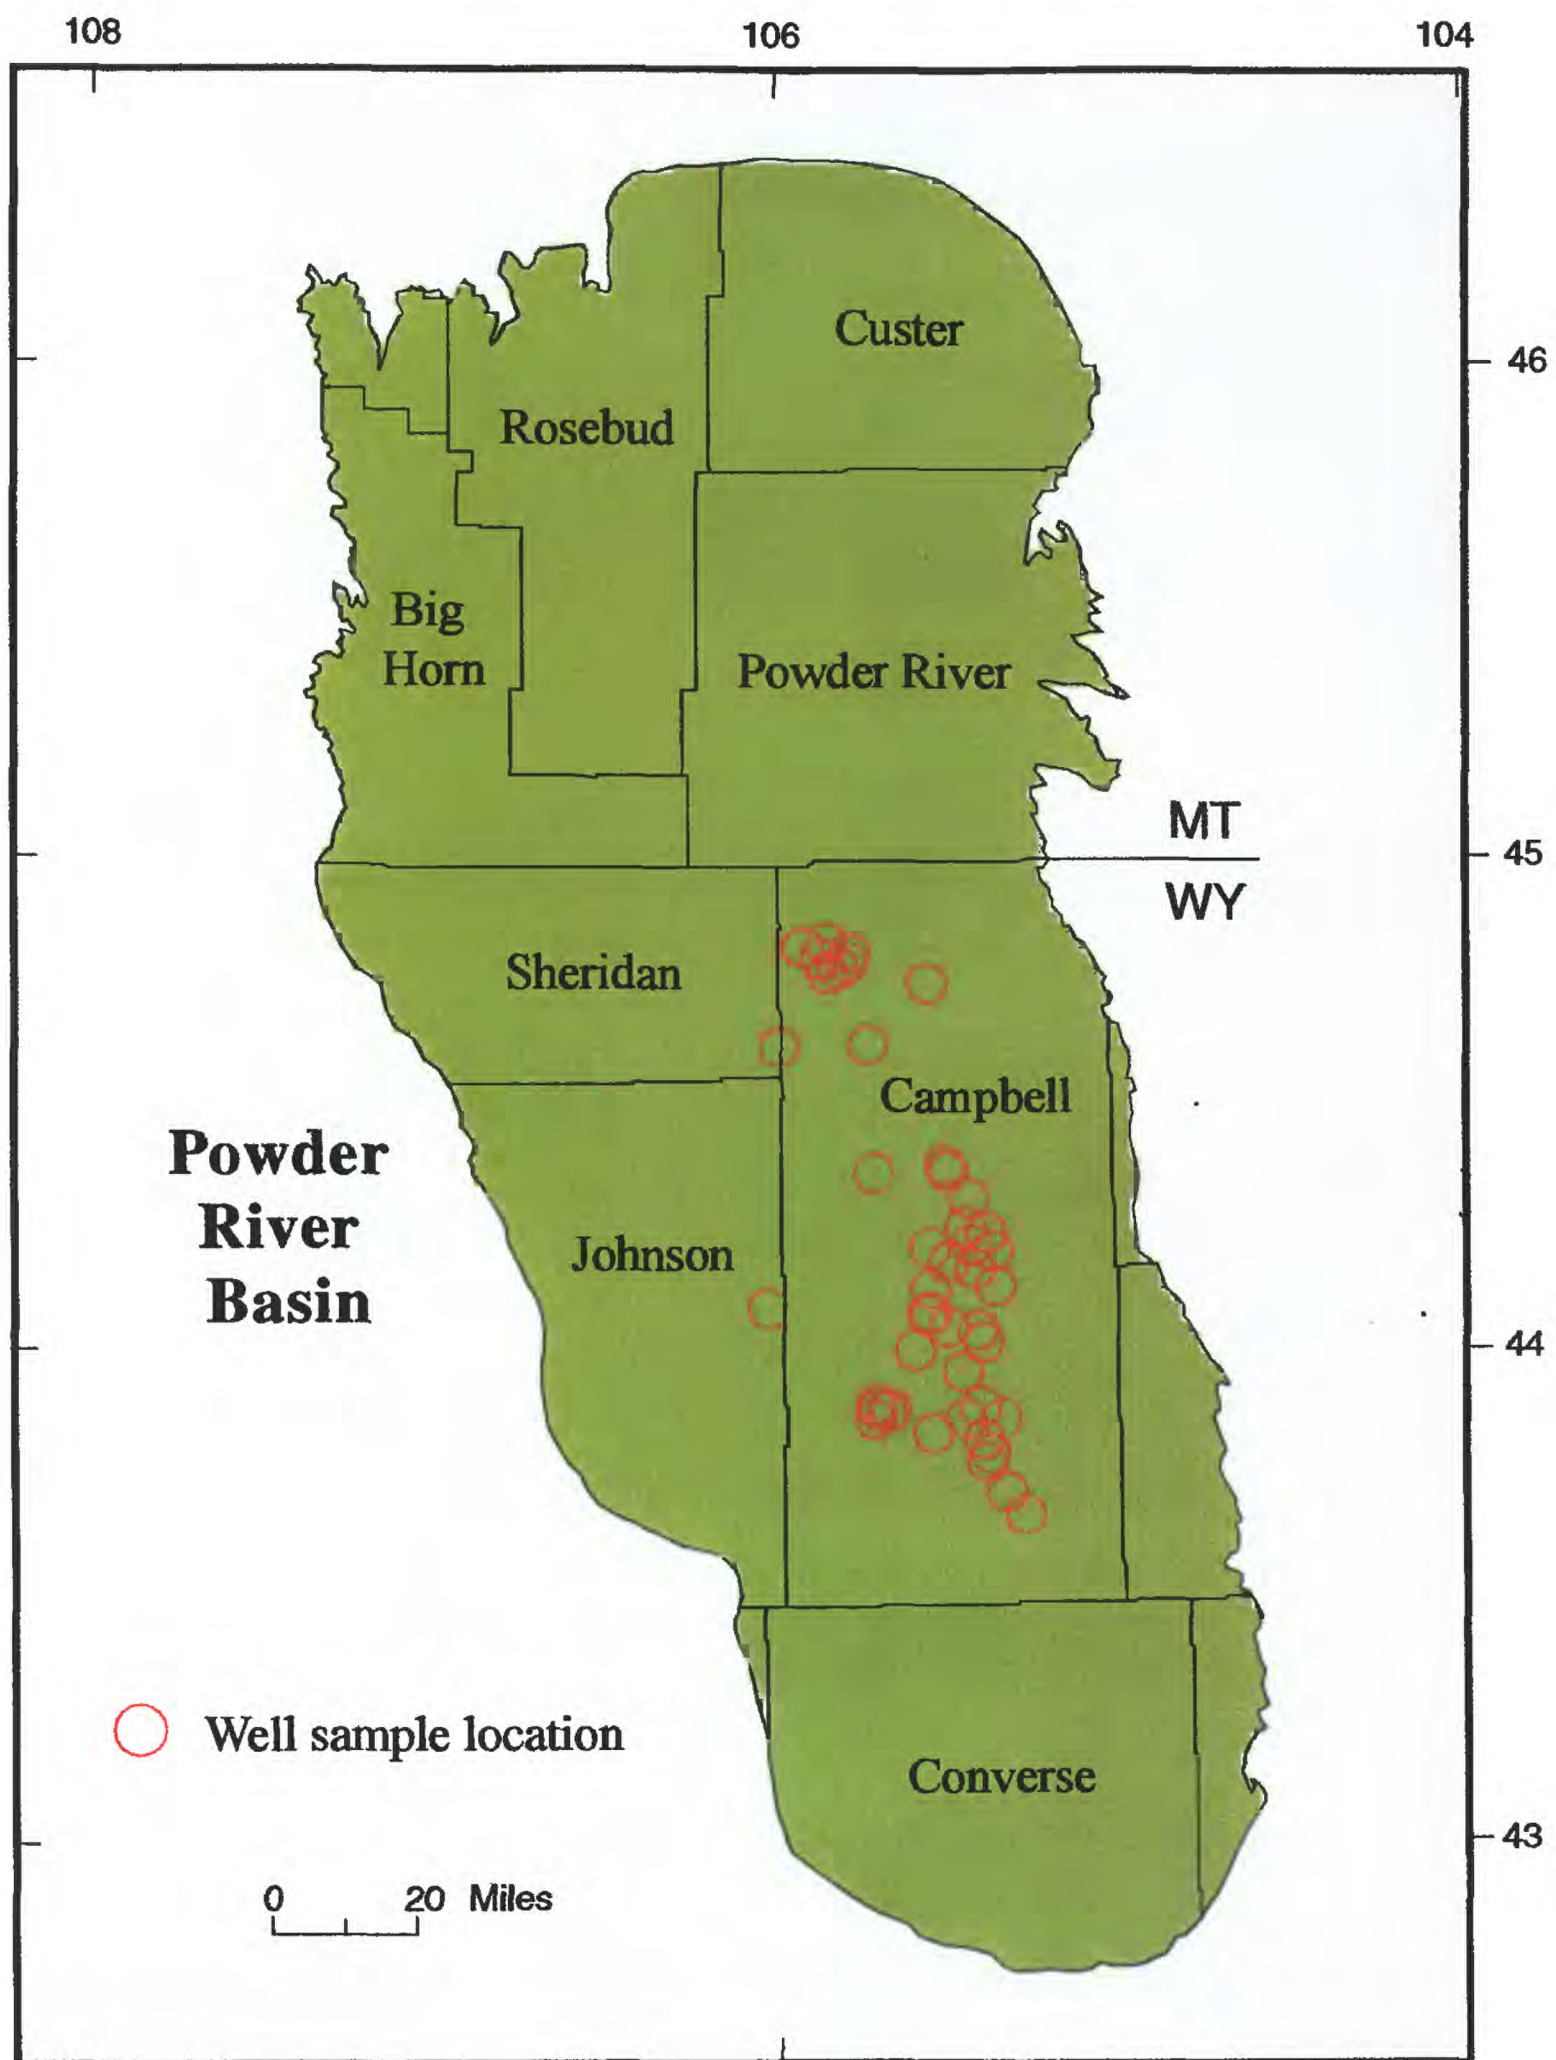 108 106 104
Custer
46
Rosebud
Big
Horn
Powder River
MT
45
WY
Sheridan
Campbell
Powder
River
Basin
Johnson
44
Well sample location
Converse
43
0 20 Miles